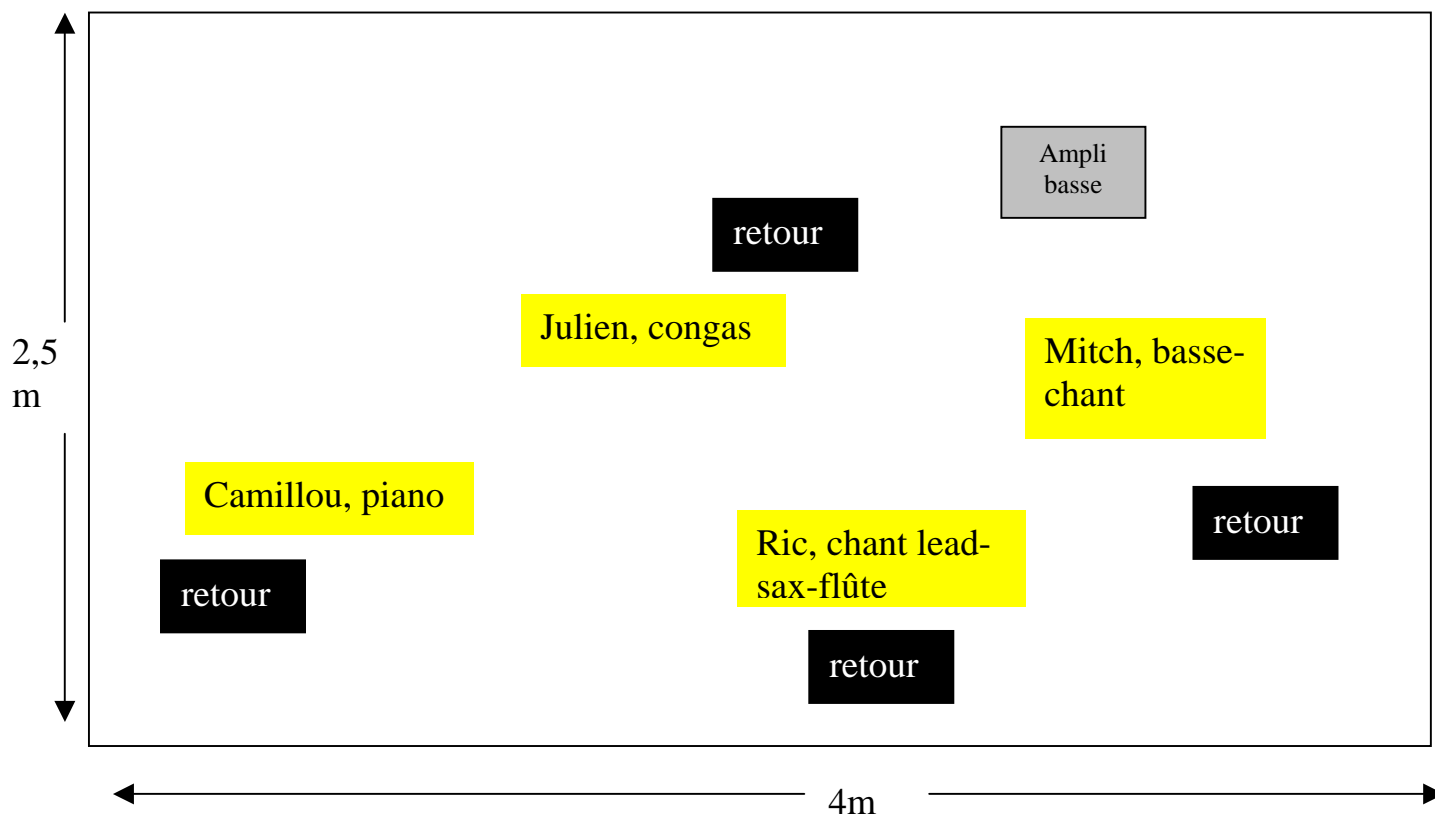 Ampli
basse
retour
Julien, congas
Mitch, basse-
chant
2,5
m
Camillou, piano
retour
Ric, chant lead-
sax-flûte
retour
retour
4m